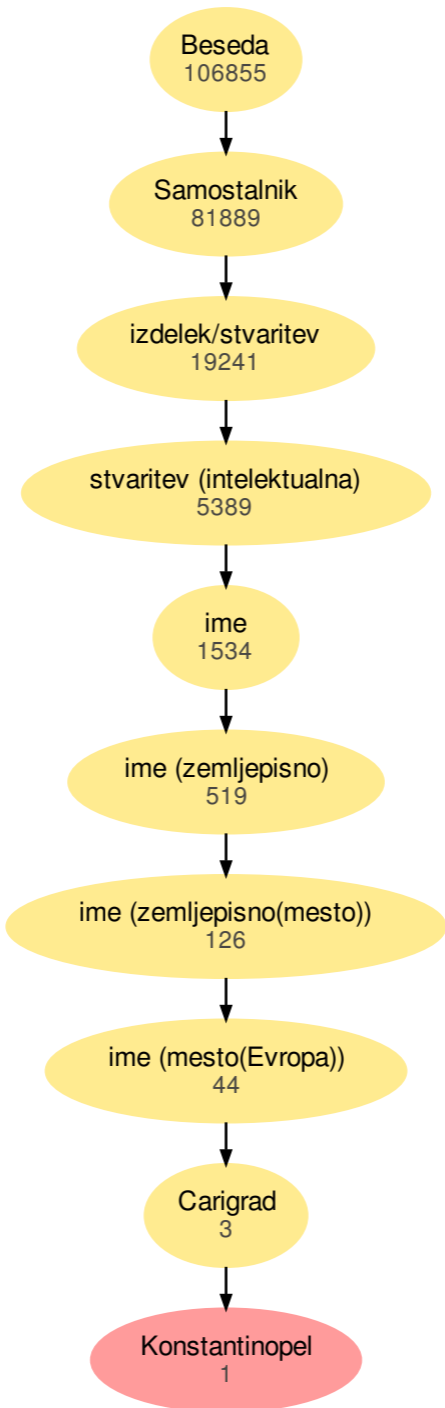 Beseda
106855
Samostalnik
81889
izdelek/stvaritev
19241
stvaritev (intelektualna)
5389
ime
1534
ime (zemljepisno)
519
ime (zemljepisno(mesto))
126
ime (mesto(Evropa))
44
Carigrad
3
Konstantinopel
1